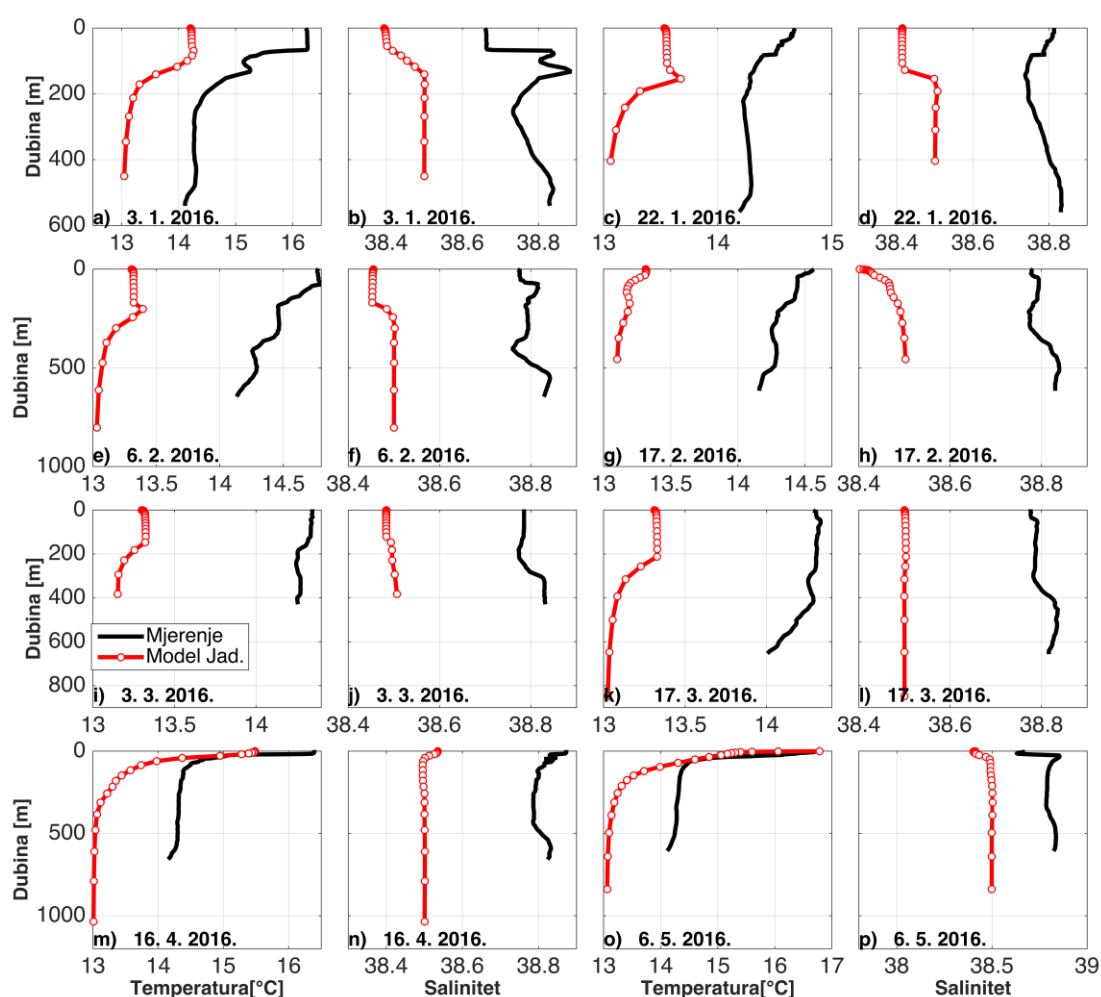 0
200
400
600
Dubina [m]
a) 3. 1. 2016.
b) 3. 1. 2016.
c) 22. 1. 2016.
d) 22. 1. 2016.
13 14 15 16
38.4 38.6 38.8
13 14 15
38.4 38.6 38.8
0
500
1000
Dubina [m]
e) 6. 2. 2016.
f) 6. 2. 2016.
g) 17. 2. 2016.
h) 17. 2. 2016.
13 13.5 14 14.5
38.4 38.6 38.8
13 13.5 14 14.5
38.4 38.6 38.8
0
200
400
600
800
Dubina [m]
Mjerenje
Model Jad.
i) 3. 3. 2016.
j) 3. 3. 2016.
k) 17. 3. 2016.
l) 17. 3. 2016.
13 13.5 14
38.4 38.6 38.8
13 13.5 14
38.4 38.6 38.8
0
500
1000
Dubina [m]
m) 16. 4. 2016.
n) 16. 4. 2016.
o) 6. 5. 2016.
p) 6. 5. 2016.
13 14 15 16
38.4 38.6 38.8
13 14 15 16 17
38 38.5 39
Temperatura[°C]
Salinitet
Temperatura[°C]
Salinitet